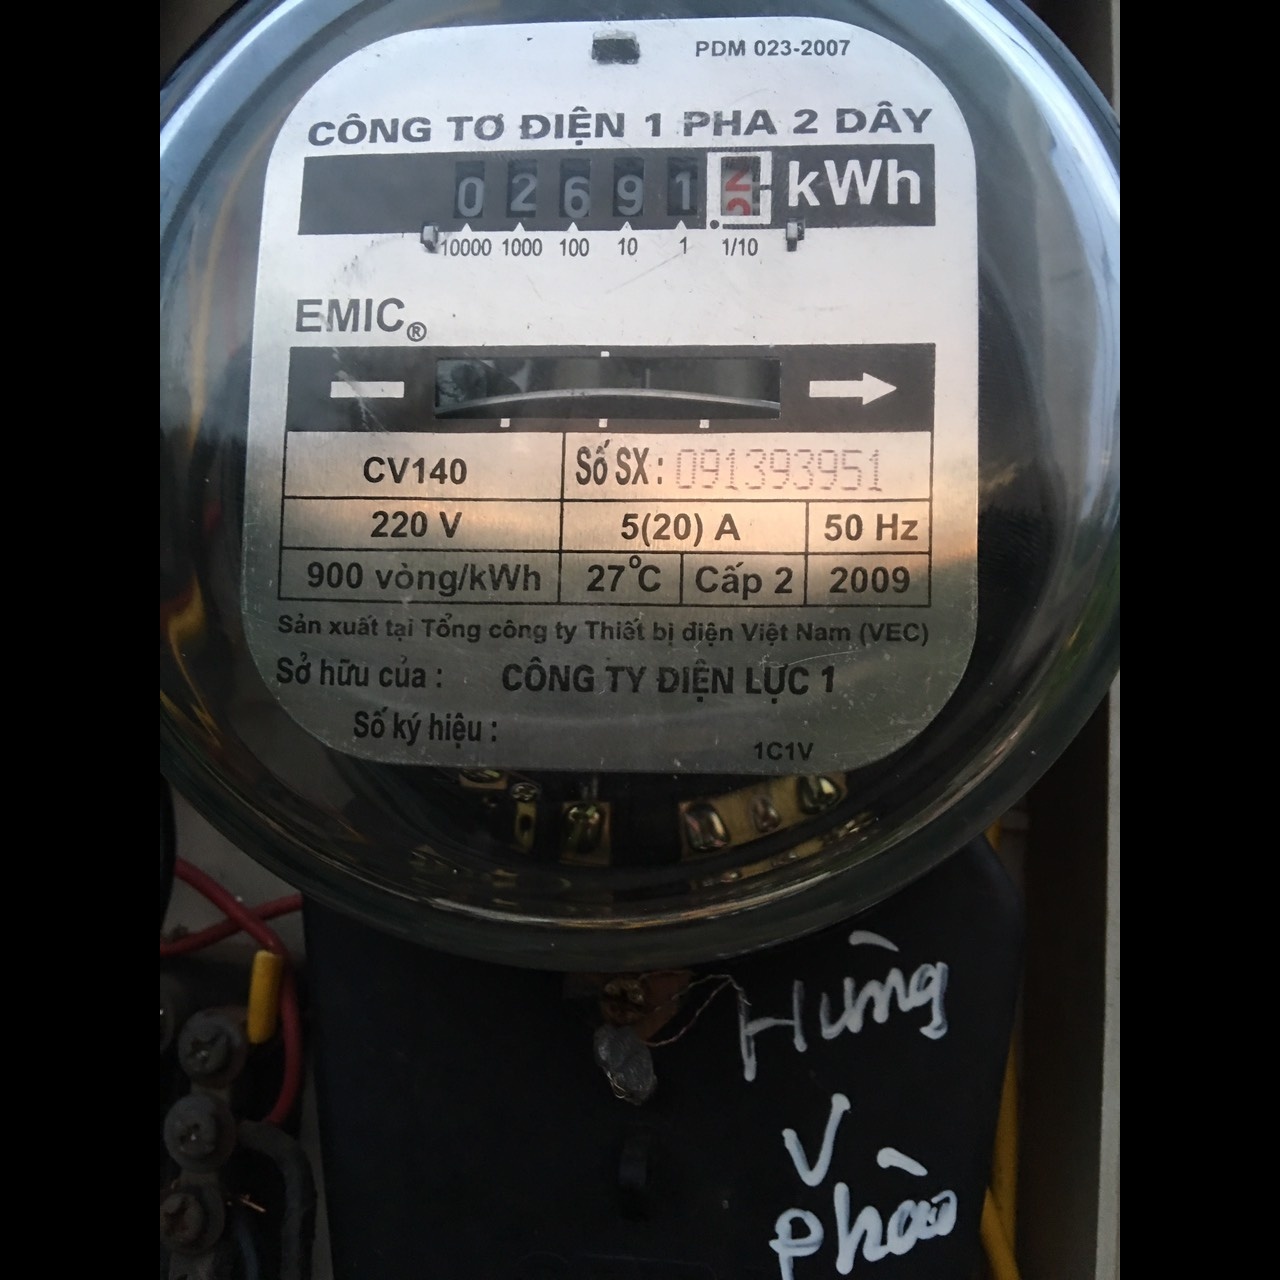 PDM 023-2007
CÔNG TƠ ĐIỆN 1 PHA 2 DÂY
0 2 6 9 1 kWh
10000 1000 100 10 1 1/10
EMIC®
CV140 Số SX: 091393951
220 V 5(20) A 50 Hz
900 vòng/kWh 27°C Cấp 2 2009
Sản xuất tại Tổng công ty Thiết bị điện Việt Nam (VEC)
Sở hữu của: CÔNG TY ĐIỆN LỰC 1
Số ký hiệu:
1C1V
Hùng
V